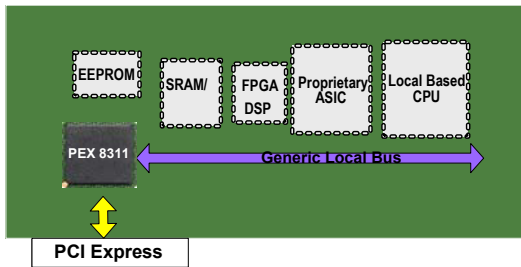 EEPROM
SRAM/
FPGA
DSP
Proprietary
ASIC
Local Based
CPU
PEX 8311
Generic Local Bus
PCI Express